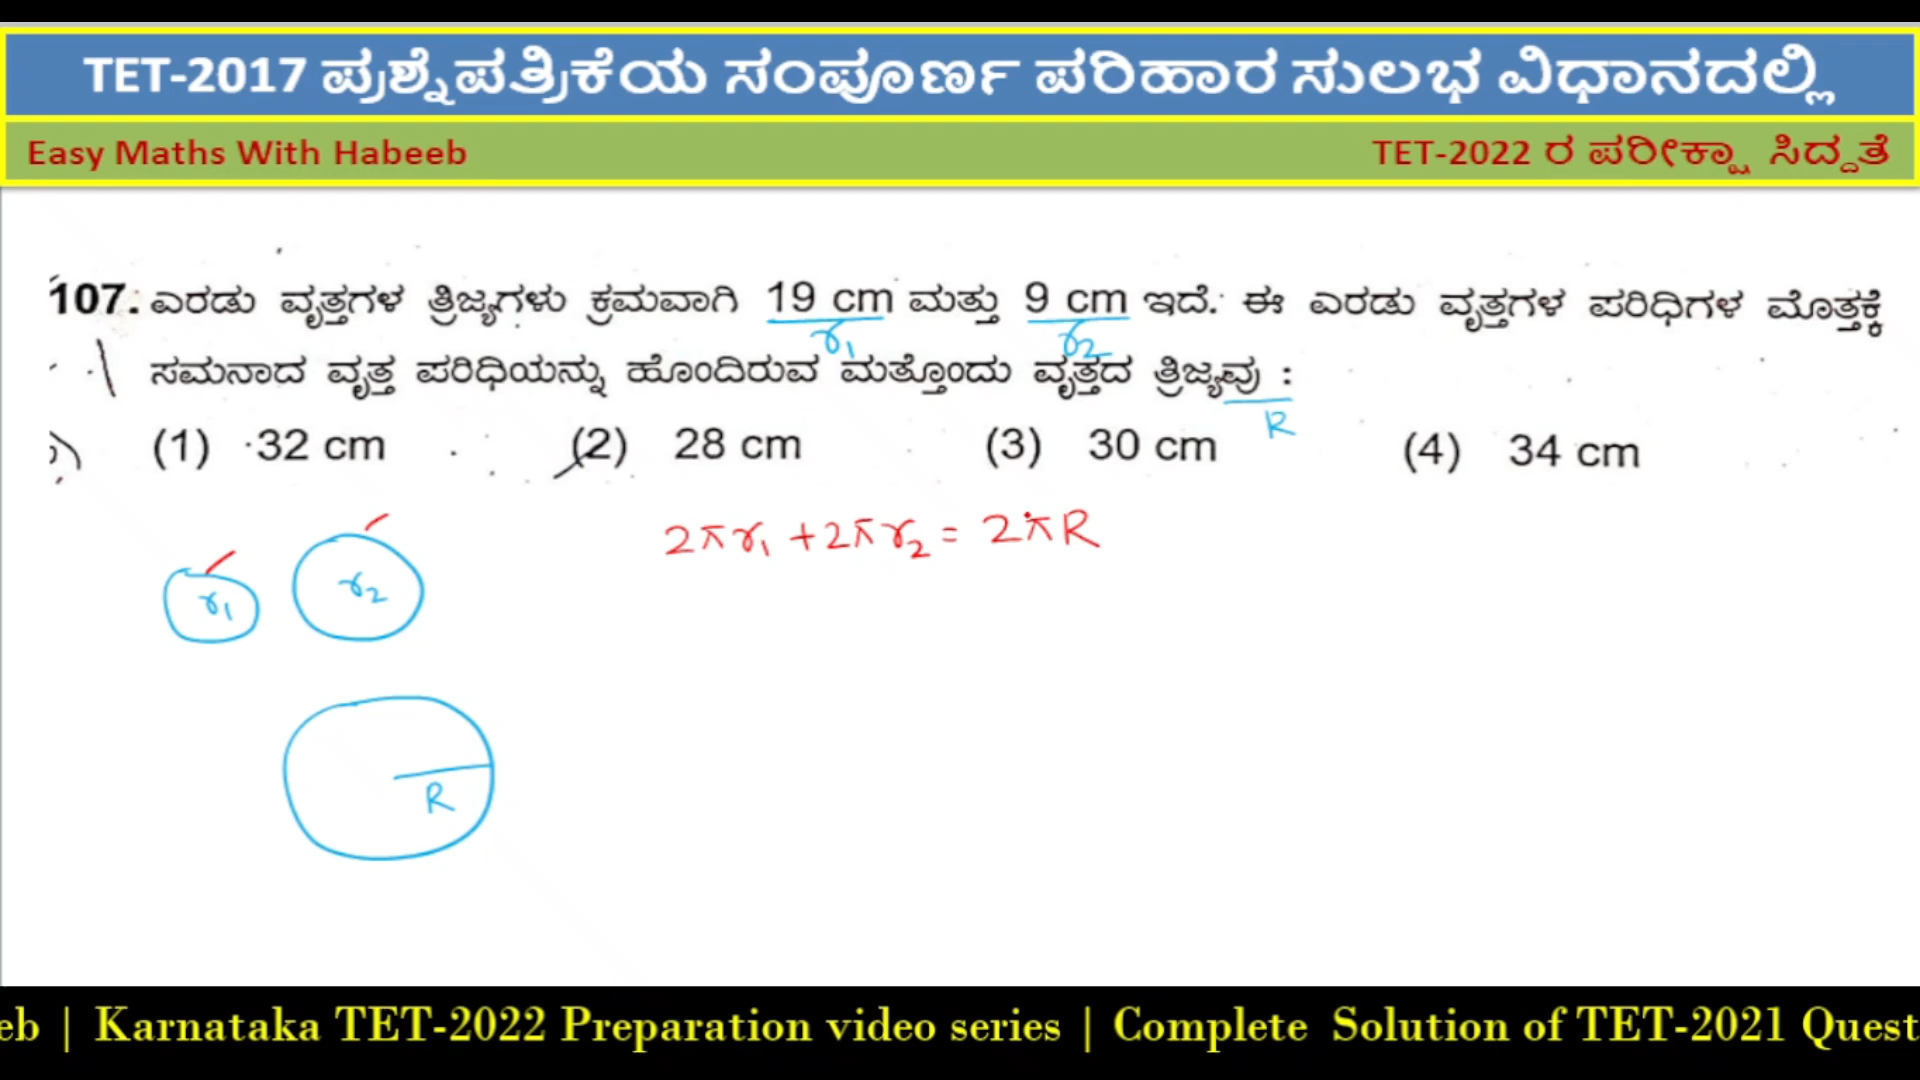 TET-2017 ಪ್ರಶ್ನೆಪತ್ರಿಕೆಯ ಸಂಪೂರ್ಣ ಪರಿಹಾರ ಸುಲಭ ವಿಧಾನದಲ್ಲಿ
Easy Maths With Habeeb
TET-2022 ರ ಪರೀಕ್ಷಾ ಸಿದ್ದತೆ
107. ಎರಡು ವೃತ್ತಗಳ ತ್ರಿಜ್ಯಗಳು ಕ್ರಮವಾಗಿ 19 cm ಮತ್ತು 9 cm ಇದೆ. ಈ ಎರಡು ವೃತ್ತಗಳ ಪರಿಧಿಗಳ ಮೊತ್ತಕ್ಕೆ
r₁ r₂
ಸಮನಾದ ವೃತ್ತ ಪರಿಧಿಯನ್ನು ಹೊಂದಿರುವ ಮತ್ತೊಂದು ವೃತ್ತದ ತ್ರಿಜ್ಯವು :
R
(1) 32 cm (2) 28 cm (3) 30 cm (4) 34 cm
2πr₁ + 2πr₂ = 2πR
r₁ r₂
R
eb | Karnataka TET-2022 Preparation video series | Complete Solution of TET-2021 Quest